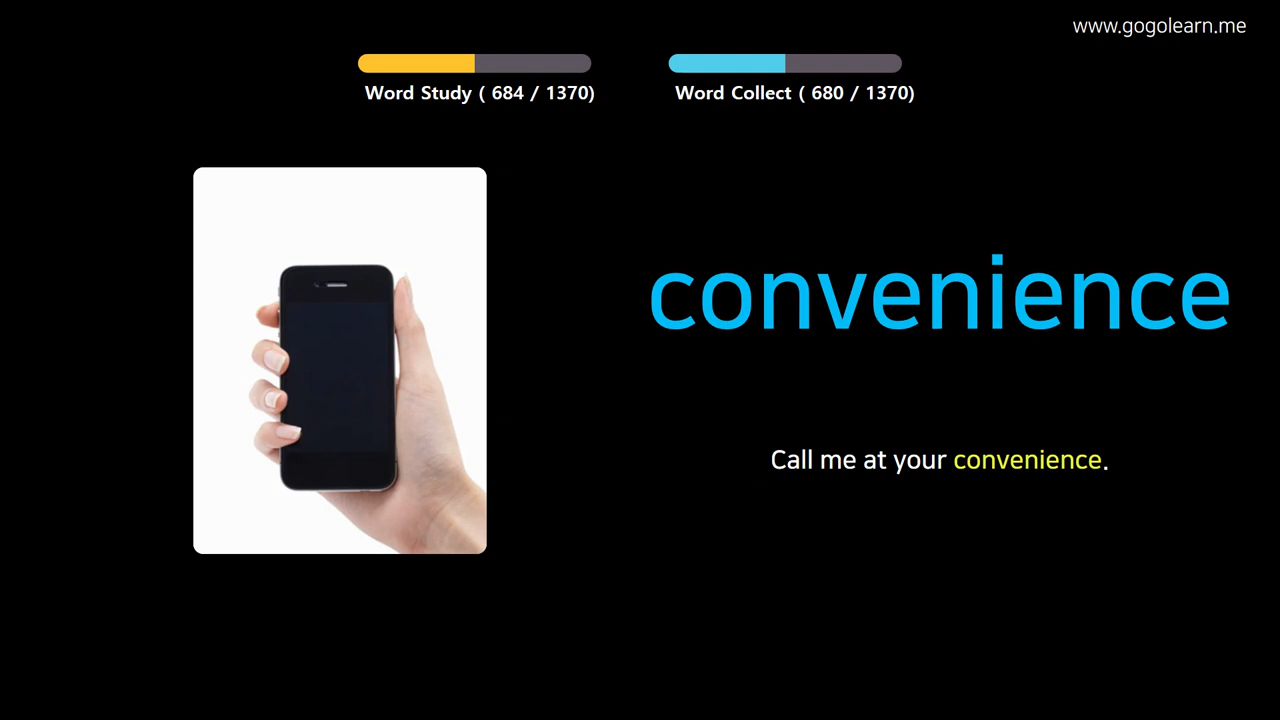 www.gogolearn.me
Word Study ( 684 / 1370)
Word Collect ( 680 / 1370)
convenience
Call me at your convenience.